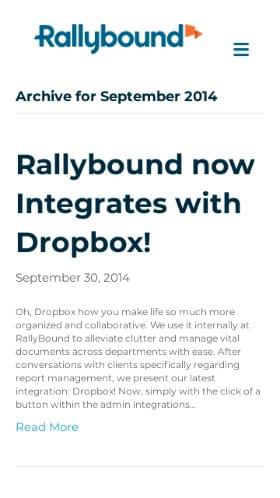 Rallybound
Archive for September 2014
Rallybound now
Integrates with
Dropbox!
September 30, 2014
Oh, Dropbox how you make life so much more
organized and collaborative. We use it internally at
RallyBound to alleviate clutter and manage vital
documents across departments with ease. After
conversations with clients specifically regarding
report management, we present our latest
integration: Dropbox! Now, simply with the click of a
button within the admin integrations...
Read More